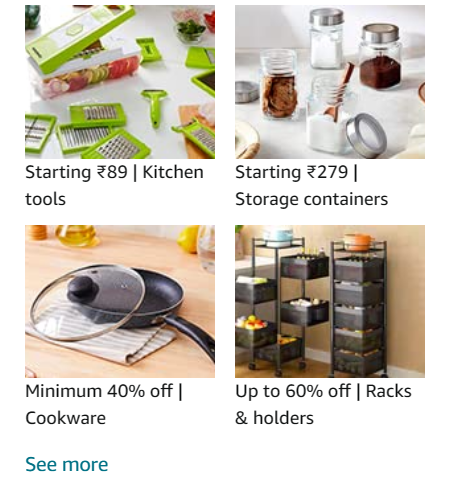 Starting ₹89 | Kitchen
tools
Starting ₹279 |
Storage containers
Minimum 40% off |
Cookware
Up to 60% off | Racks
& holders
See more